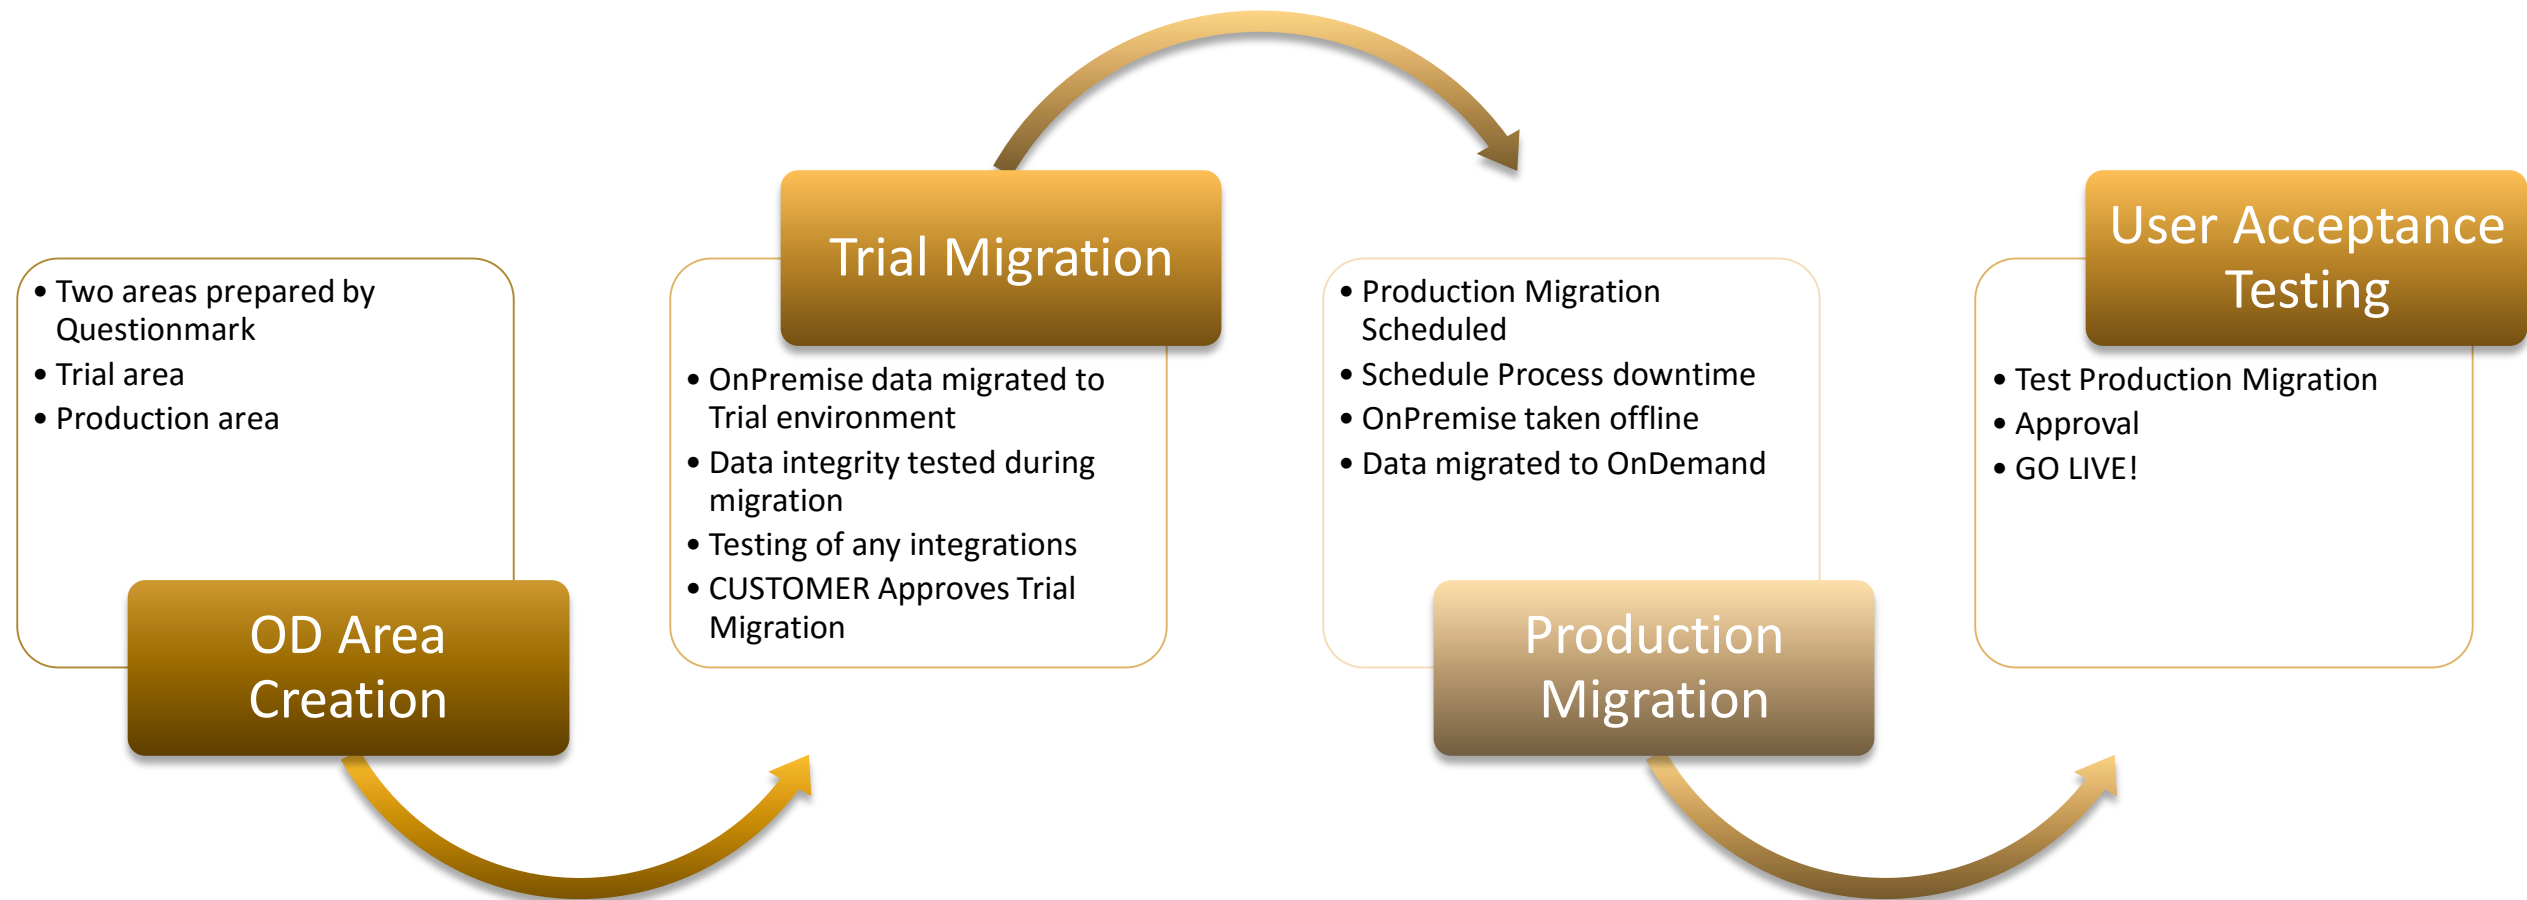 • Two areas prepared by
Questionmark
• Trial area
• Production area
OD Area
Creation
Trial Migration
• OnPremise data migrated to
Trial environment
• Data integrity tested during
migration
• Testing of any integrations
• CUSTOMER Approves Trial
Migration
• Production Migration
Scheduled
• Schedule Process downtime
• OnPremise taken offline
• Data migrated to OnDemand
Production
Migration
User Acceptance
Testing
• Test Production Migration
• Approval
• GO LIVE!